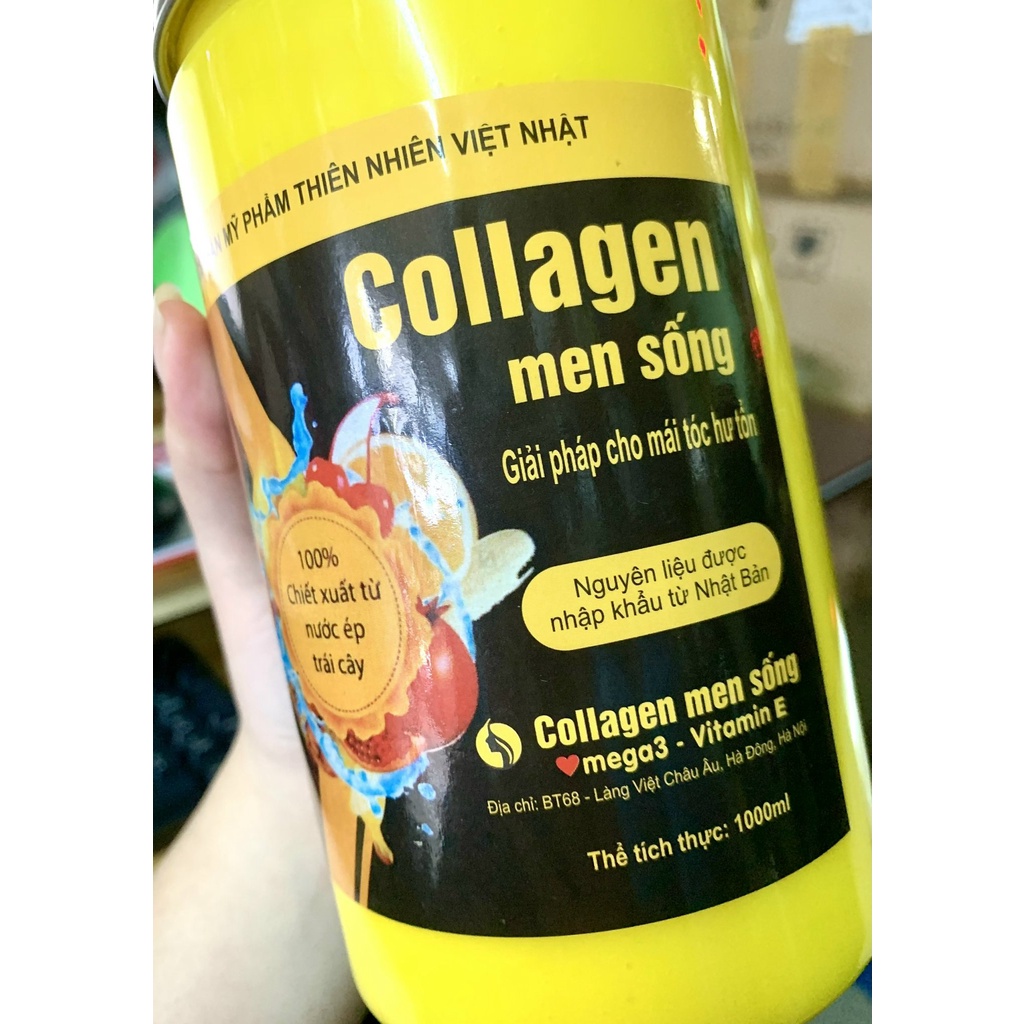 MỸ PHẨM THIÊN NHIÊN VIỆT NHẬT
Collagen
men sống
Giải pháp cho mái tóc hư tổn
100%
Chiết xuất từ
nước ép
trái cây
Nguyên liệu được
nhập khẩu từ Nhật Bản
Collagen men sống
❤mega3 - Vitamin E
Địa chỉ: BT68 - Làng Việt Châu Âu, Hà Đông, Hà Nội
Thể tích thực: 1000ml